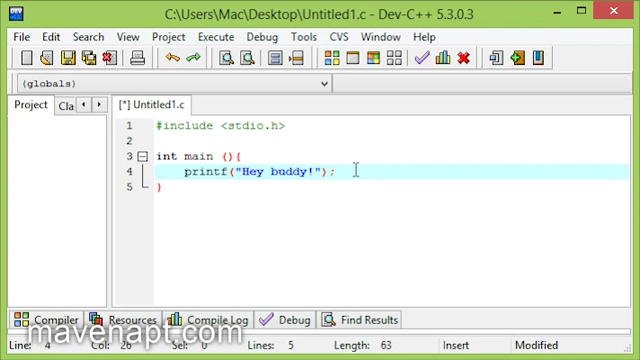 C:\Users\Mac\Desktop\Untitled1.c - Dev-C++ 5.3.0.3
File Edit Search View Project Execute Debug Tools CVS Window Help
(globals)
Project Cla [*] Untitled1.c
1 #include <stdio.h>
2
3 int main (){
4 printf("Hey buddy!");
5 }
Compiler Resources Compile Log Debug Find Results
mavenapt.com
Line: 4 Col: 26 Sel: 0 Lines: 5 Length: 63 Insert Done parsing